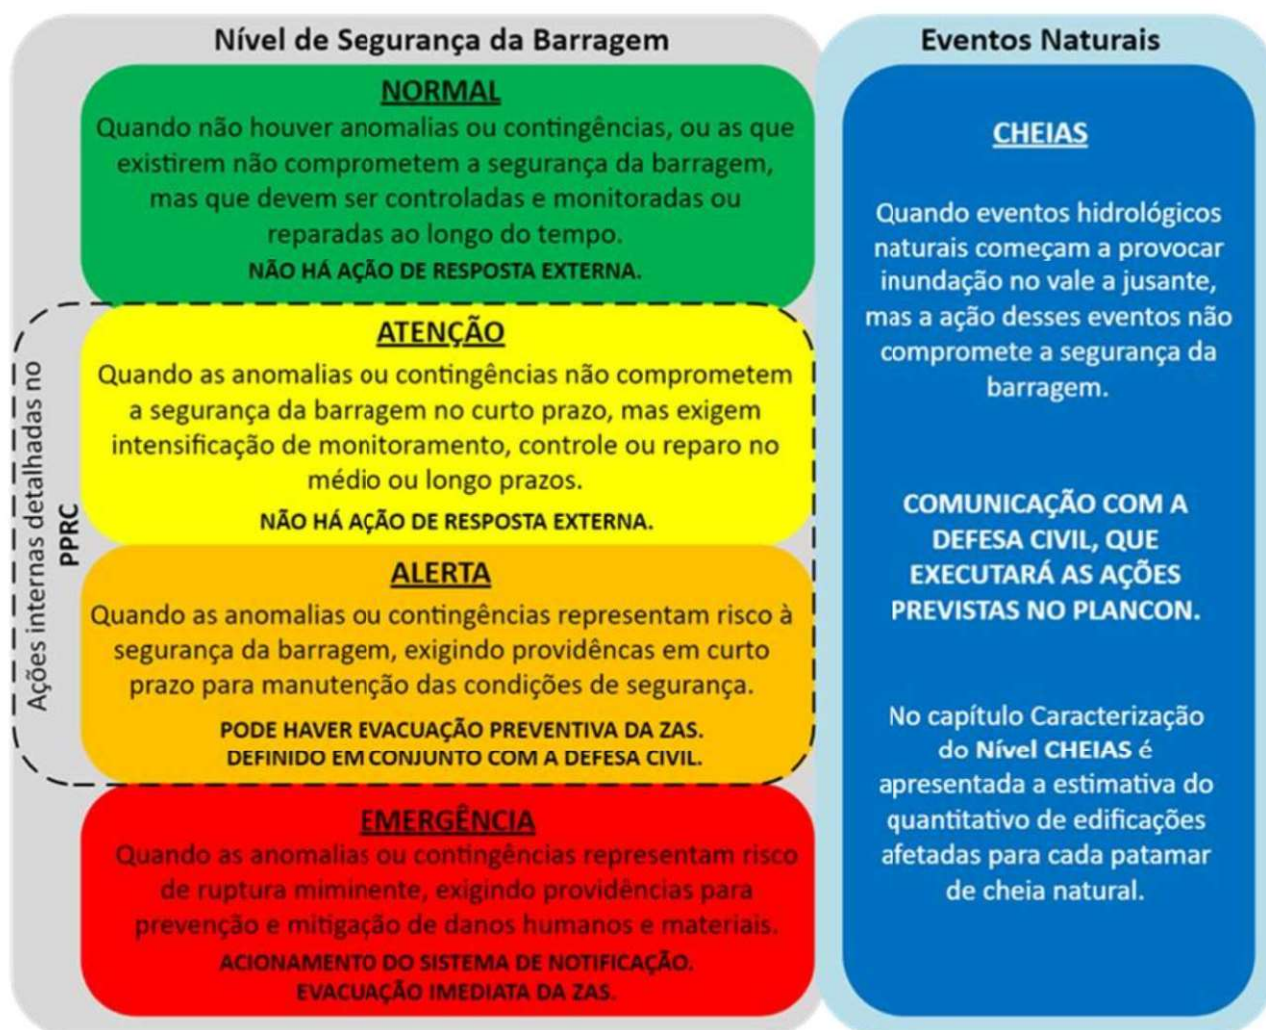 Nível de Segurança da Barragem
NORMAL
Quando não houver anomalias ou contingências, ou as que
existirem não comprometem a segurança da barragem,
mas que devem ser controladas e monitoradas ou
reparadas ao longo do tempo.
NÃO HÁ AÇÃO DE RESPOSTA EXTERNA.
Ações internas detalhadas no
PPRC
ATENÇÃO
Quando as anomalias ou contingências não comprometem
a segurança da barragem no curto prazo, mas exigem
intensificação de monitoramento, controle ou reparo no
médio ou longo prazos.
NÃO HÁ AÇÃO DE RESPOSTA EXTERNA.
ALERTA
Quando as anomalias ou contingências representam risco à
segurança da barragem, exigindo providêncas em curto
prazo para manutenção das condições de segurança.
PODE HAVER EVACUAÇÃO PREVENTIVA DA ZAS.
DEFINIDO EM CONJUNTO COM A DEFESA CIVIL.
EMERGÊNCIA
Quando as anomalias ou contingências representam risco
de ruptura miminente, exigindo providências para
prevenção e mitigação de danos humanos e materiais.
ACIONAMENTO DO SISTEMA DE NOTIFICAÇÃO.
EVACUAÇÃO IMEDIATA DA ZAS.
Eventos Naturais
CHEIAS
Quando eventos hidrológicos
naturais começam a provocar
inundação no vale a jusante,
mas a ação desses eventos não
compromete a segurança da
barragem.
COMUNICAÇÃO COM A
DEFESA CIVIL, QUE
EXECUTARÁ AS AÇÕES
PREVISTAS NO PLANCON.
No capítulo Caracterização
do Nível CHEIAS é
apresentada a estimativa do
quantitativo de edificações
afetadas para cada patamar
de cheia natural.